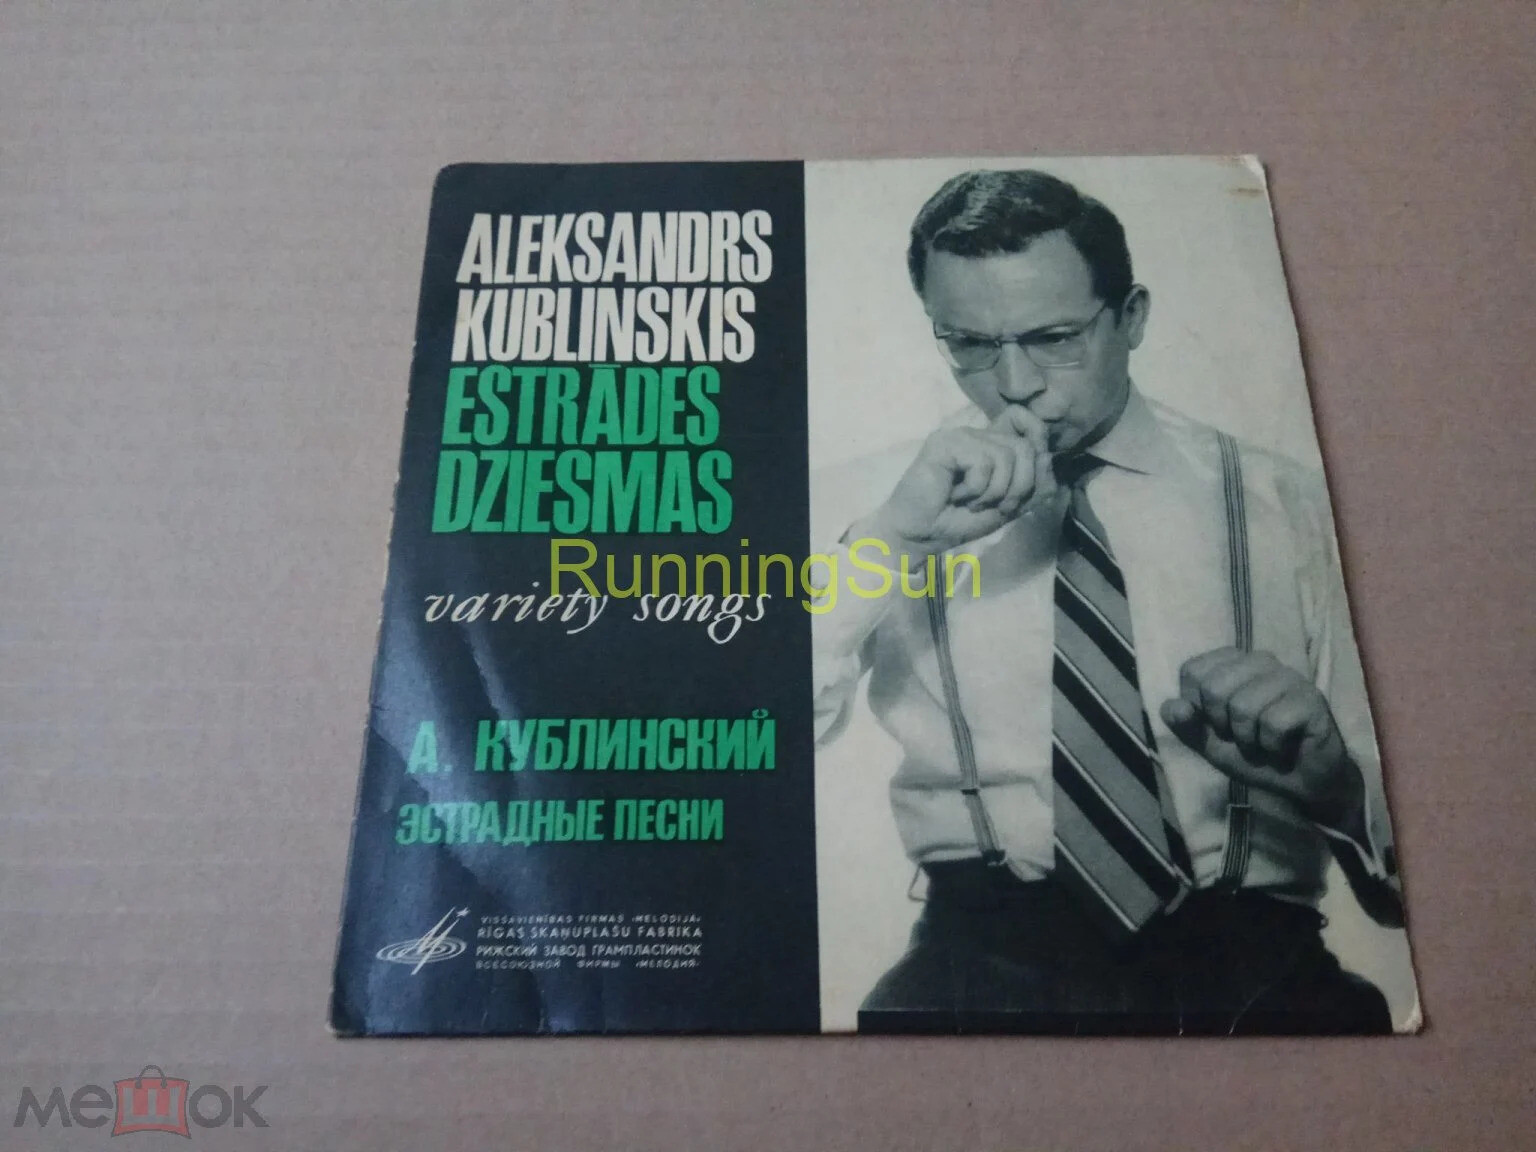 ALEKSANDRS
KUBLINSKIS
ESTRĀDES
DZIESMAS
variety songs
А. КУБЛИНСКИЙ
ЭСТРАДНЫЕ ПЕСНИ
VISSAVIENĪBAS FIRMAS «MELODIJA»
RĪGAS SKAŅUPLAŠU FABRIKA
РИЖСКИЙ ЗАВОД ГРАМПЛАСТИНОК
ВСЕСОЮЗНОЙ ФИРМЫ «МЕЛОДИЯ»
RunningSun
мешок